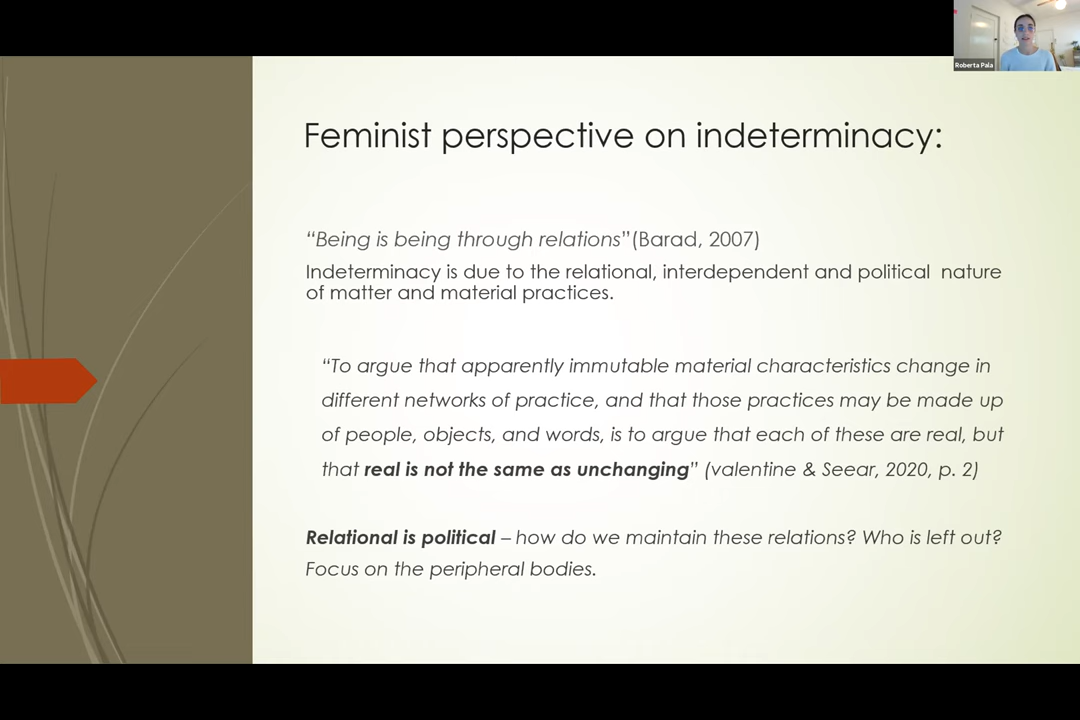 Roberta Pala
Feminist perspective on indeterminacy:
“Being is being through relations”(Barad, 2007)
Indeterminacy is due to the relational, interdependent and political nature
of matter and material practices.
“To argue that apparently immutable material characteristics change in
different networks of practice, and that those practices may be made up
of people, objects, and words, is to argue that each of these are real, but
that real is not the same as unchanging” (valentine & Seear, 2020, p. 2)
Relational is political – how do we maintain these relations? Who is left out?
Focus on the peripheral bodies.